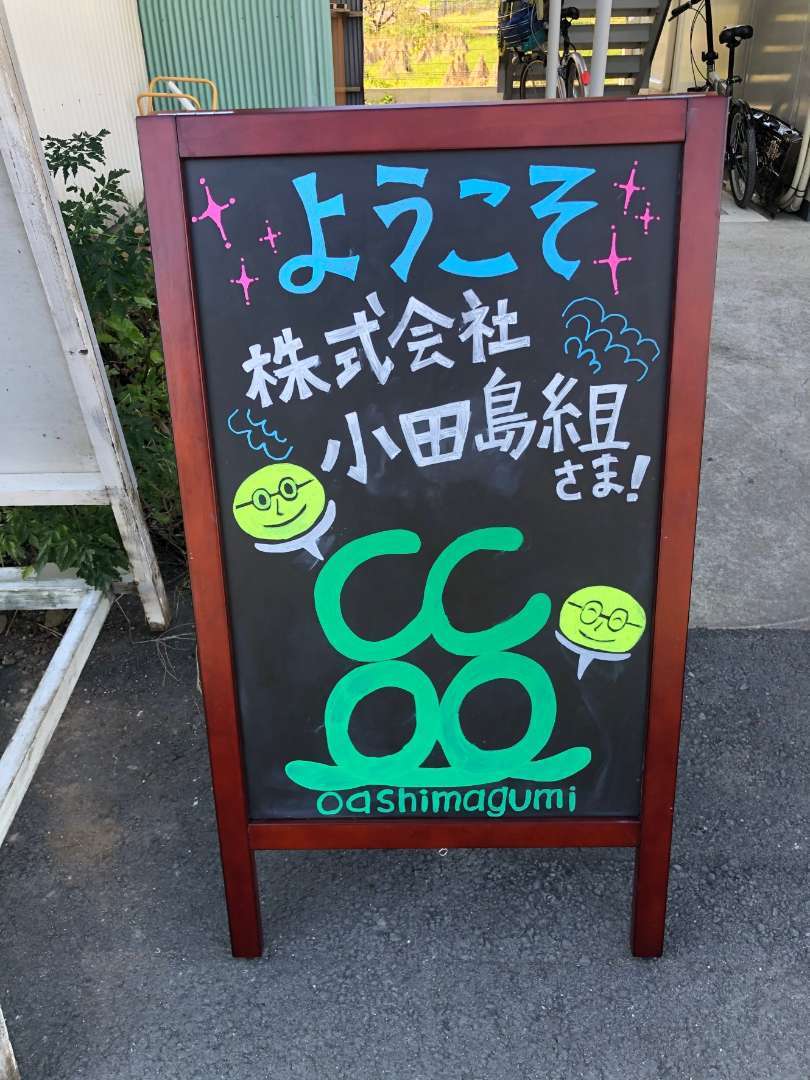 ようこそ
株式会社
小田島組
さま!
oashimagumi